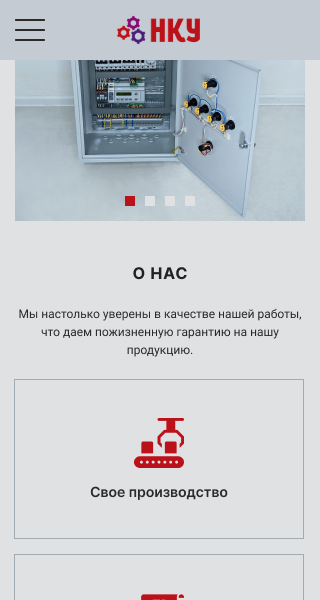 НКУ
О НАС
Мы настолько уверены в качестве нашей работы,
что даем пожизненную гарантию на нашу
продукцию.
Свое производство